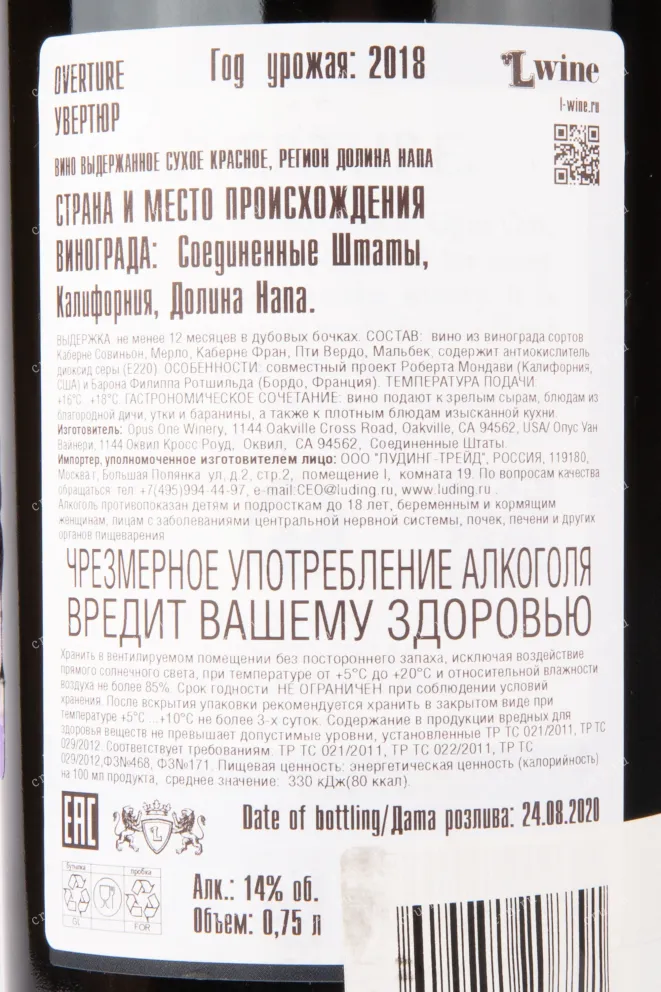 OVERTURE
Год урожая: 2018
Lwine
УВЕРТЮР
l-wine.ru
ВИНО ВЫДЕРЖАННОЕ СУХОЕ КРАСНОЕ, РЕГИОН ДОЛИНА НАПА
СТРАНА И МЕСТО ПРОИСХОЖДЕНИЯ
ВИНОГРАДА: Соединенные Штаты,
Калифорния, Долина Напа.
ВЫДЕРЖКА не менее 12 месяцев в дубовых бочках. СОСТАВ: вино из винограда сортов
Каберне Совиньон, Мерло, Каберне Фран, Пти Вердо, Мальбек, содержит антиокислитель
диоксид серы (Е220). ОСОБЕННОСТИ: совместный проект Роберта Мондави (Калифорния,
США) и Барона Филиппа Ротшильда (Бордо, Франция). ТЕМПЕРАТУРА ПОДАЧИ
+16°C. +18°C. ГАСТРОНОМИЧЕСКОЕ СОЧЕТАНИЕ: вино подают к зрелым сырам, блюдам из
благородной дичи, утки и баранины, а также к плотным блюдам изысканной кухни.
Изготовитель: Opus One Winery, 1144 Oakville Cross Road, Oakville, CA 94562, USA/ Опус Уан
Вайнери, 1144 Оквил Кросс Роуд, Оквил, CA 94562, Соединенные Штаты.
Импортер, уполномоченное изготовителем лицо: ООО "ЛУДИНГ-ТРЕЙД", РОССИЯ, 119180,
Москва г, Большая Полянка ул, д.2, стр.2, помещение I, комната 19. По вопросам качества
обращаться тел +7(495)994-44-97, e-mail:CEO@luding.ru, www.luding.ru .
Алкоголь противопоказан детям и подросткам до 18 лет, беременным и кормящим
женщинам, лицам с заболеваниями центральной нервной системы, почек, печени и других
органов пищеварения
ЧРЕЗМЕРНОЕ УПОТРЕБЛЕНИЕ АЛКОГОЛЯ
ВРЕДИТ ВАШЕМУ ЗДОРОВЬЮ
Хранить в вентилируемом помещении без постороннего запаха, исключая воздействие
прямого солнечного света, при температуре от +5°C до +20°C и относительной влажности
воздуха не более 85%. Срок годности НЕ ОГРАНИЧЕН при соблюдении условий
хранения. После вскрытия упаковки рекомендуется хранить в закрытом виде при
температуре +5°C ...+10°C не более 3-х суток. Содержание в продукции вредных для
здоровья веществ не превышает допустимые уровни, установленные ТР ТС 021/2011, ТР ТС
029/2012. Соответствует требованиям: ТР ТС 021/2011, ТР ТС 022/2011, ТР ТС
029/2012,ФЗ№468, ФЗ№171. Пищевая ценность: энергетическая ценность (калорийность)
на 100 мл продукта, среднее значение: 330 кДж(80 ккал).
EAC
L
Date of bottling/Дата розлива: 24.08.2020
бутылка
пробка
GL
FOR
Алк.: 14% об.
Объем: 0,75 л